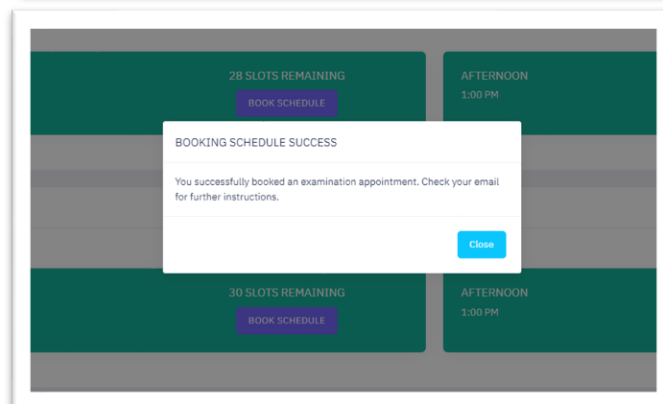 28 SLOTS REMAINING
BOOK SCHEDULE
AFTERNOON
1:00 PM
BOOKING SCHEDULE SUCCESS
You successfully booked an examination appointment. Check your email
for further instructions.
Close
30 SLOTS REMAINING
BOOK SCHEDULE
AFTERNOON
1:00 PM